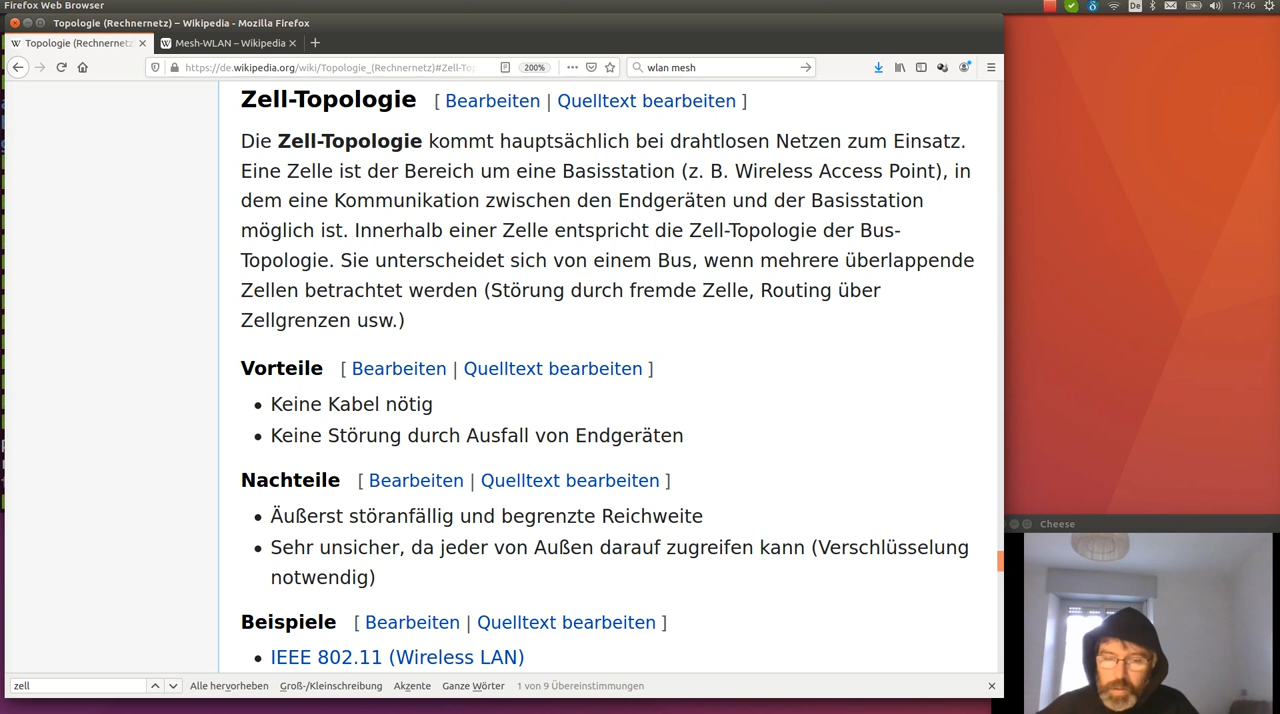 Firefox Web Browser
De
17:46
Topologie (Rechnernetz) – Wikipedia - Mozilla Firefox
W Topologie (Rechnernetz
W Mesh-WLAN – Wikipedia
https://de.wikipedia.org/wiki/Topologie_(Rechnernetz)#Zell-To
200%
wlan mesh
Zell-Topologie [ Bearbeiten | Quelltext bearbeiten ]
Die Zell-Topologie kommt hauptsächlich bei drahtlosen Netzen zum Einsatz.
Eine Zelle ist der Bereich um eine Basisstation (z. B. Wireless Access Point), in
dem eine Kommunikation zwischen den Endgeräten und der Basisstation
möglich ist. Innerhalb einer Zelle entspricht die Zell-Topologie der Bus-
Topologie. Sie unterscheidet sich von einem Bus, wenn mehrere überlappende
Zellen betrachtet werden (Störung durch fremde Zelle, Routing über
Zellgrenzen usw.)
Vorteile [ Bearbeiten | Quelltext bearbeiten ]
• Keine Kabel nötig
• Keine Störung durch Ausfall von Endgeräten
Nachteile [ Bearbeiten | Quelltext bearbeiten ]
• Äußerst störanfällig und begrenzte Reichweite
• Sehr unsicher, da jeder von Außen darauf zugreifen kann (Verschlüsselung
notwendig)
Beispiele [ Bearbeiten | Quelltext bearbeiten ]
• IEEE 802.11 (Wireless LAN)
zell
Alle hervorheben
Groß-/Kleinschreibung
Akzente
Ganze Wörter
1 von 9 Übereinstimmungen
Cheese